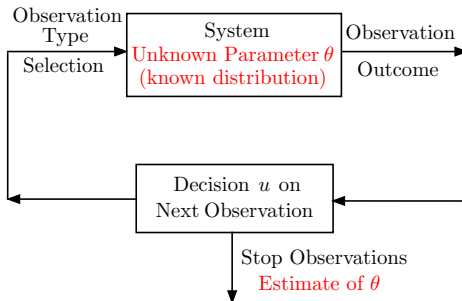 Observation
Type
Selection
System
Unknown Parameter θ
(known distribution)
Observation
Outcome
Decision u on
Next Observation
Stop Observations
Estimate of θ